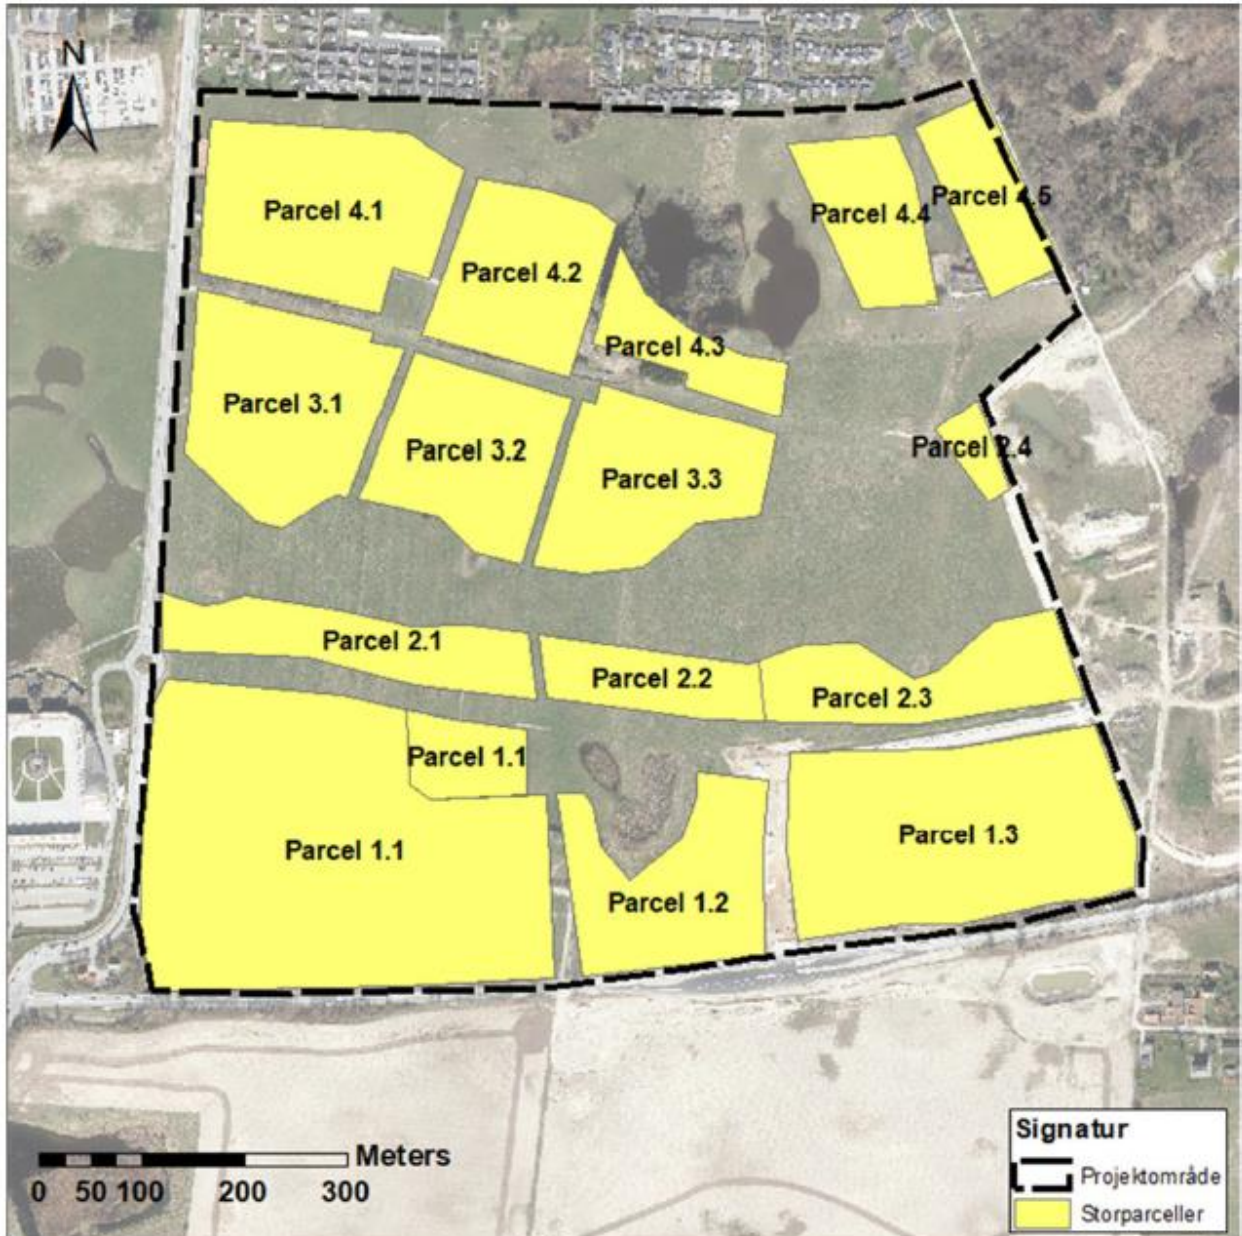 N
Parcel 4.1
Parcel 4.2
Parcel 4.3
Parcel 4.4
Parcel 4.5
Parcel 3.1
Parcel 3.2
Parcel 3.3
Parcel 2.4
Parcel 2.1
Parcel 2.2
Parcel 2.3
Parcel 1.1
Parcel 1.1
Parcel 1.2
Parcel 1.3
Meters
0 50 100 200 300
Signatur
Projektområde
Storparceller